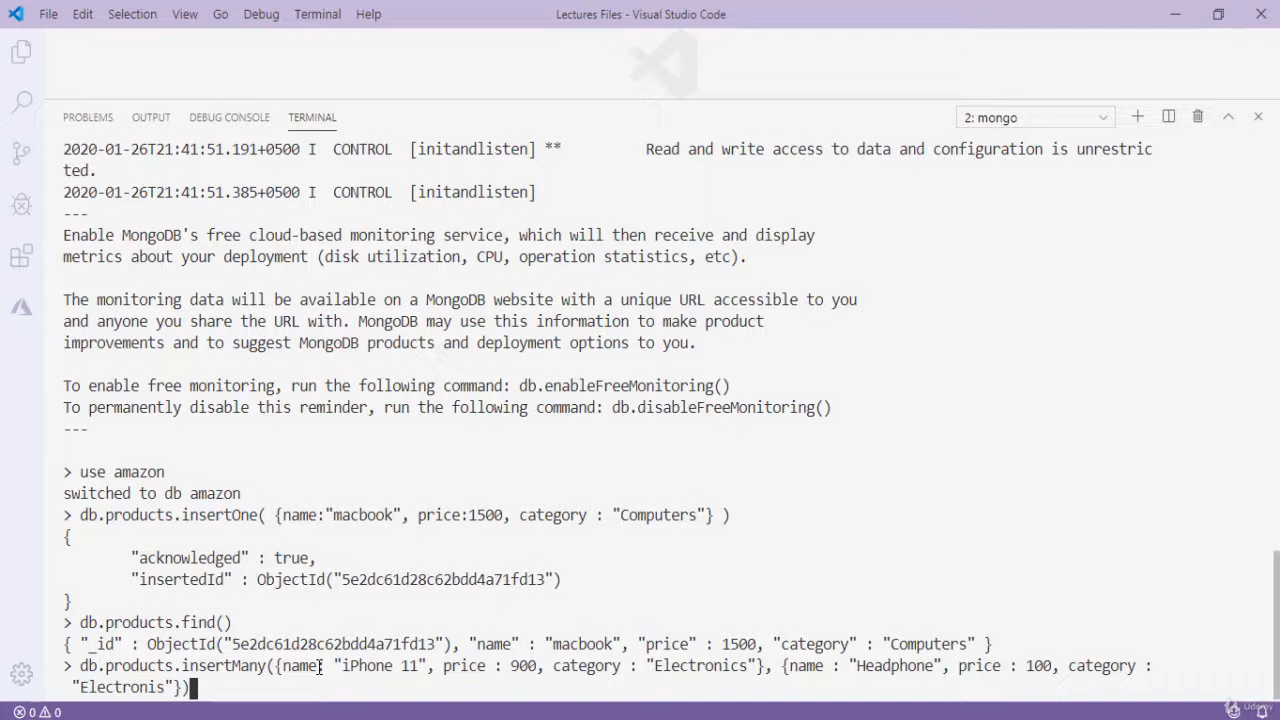 File Edit Selection View Go Debug Terminal Help Lectures Files - Visual Studio Code
PROBLEMS OUTPUT DEBUG CONSOLE TERMINAL 2: mongo
2020-01-26T21:41:51.191+0500 I  CONTROL  [initandlisten] **          Read and write access to data and configuration is unrestric
ted.
2020-01-26T21:41:51.385+0500 I  CONTROL  [initandlisten]
---
Enable MongoDB's free cloud-based monitoring service, which will then receive and display
metrics about your deployment (disk utilization, CPU, operation statistics, etc).
The monitoring data will be available on a MongoDB website with a unique URL accessible to you
and anyone you share the URL with. MongoDB may use this information to make product
improvements and to suggest MongoDB products and deployment options to you.
To enable free monitoring, run the following command: db.enableFreeMonitoring()
To permanently disable this reminder, run the following command: db.disableFreeMonitoring()
---
> use amazon
switched to db amazon
> db.products.insertOne( {name:"macbook", price:1500, category : "Computers"} )
{
"acknowledged" : true,
"insertedId" : ObjectId("5e2dc61d28c62bdd4a71fd13")
}
> db.products.find()
{ "_id" : ObjectId("5e2dc61d28c62bdd4a71fd13"), "name" : "macbook", "price" : 1500, "category" : "Computers" }
> db.products.insertMany({name: "iPhone 11", price : 900, category : "Electronics"}, {name : "Headphone", price : 100, category :
"Electronis"})
0 0
Udemy